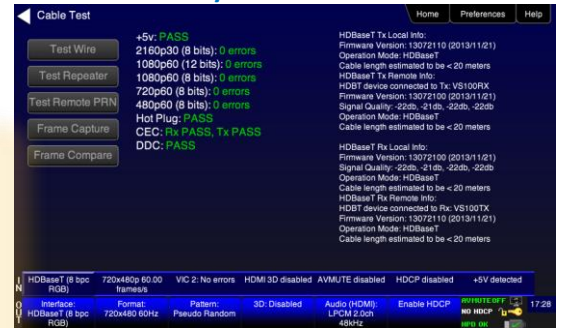 Cable Test
Home
Preferences
Help
Test Wire
Test Repeater
Test Remote PRN
Frame Capture
Frame Compare
+5v: PASS
2160p30 (8 bits): 0 errors
1080p60 (12 bits): 0 errors
1080p60 (8 bits): 0 errors
720p60 (8 bits): 0 errors
480p60 (8 bits): 0 errors
Hot Plug: PASS
CEC: Rx PASS, Tx PASS
DDC: PASS
HDBaseT Tx Local Info:
Firmware Version: 13072110 (2013/11/21)
Operation Mode: HDBaseT
Cable length estimated to be < 20 meters
HDBaseT Tx Remote Info:
HDBT device connected to Tx: VS100RX
Firmware Version: 13072100 (2013/11/21)
Signal Quality: -22db, -21db, -22db, -22db
Operation Mode: HDBaseT
Cable length estimated to be < 20 meters
HDBaseT Rx Local Info:
Firmware Version: 13072100 (2013/11/21)
Signal Quality: -22db, -21db, -22db, -22db
Operation Mode: HDBaseT
Cable length estimated to be < 20 meters
HDBaseT Rx Remote Info:
HDBT device connected to Rx: VS100TX
Firmware Version: 13072110 (2013/11/21)
Operation Mode: HDBaseT
Cable length estimated to be < 20 meters
IN
HDBaseT (8 bpc
RGB)
720x480p 60.00
frames/s
VIC 2: No errors
HDMI 3D disabled
AVMUTE disabled
HDCP disabled
+5V detected
OUT
Interface:
HDBaseT (8 bpc
RGB)
Format:
720x480 60Hz
Pattern:
Pseudo Random
3D: Disabled
Audio (HDMI):
LPCM 2.0ch
48kHz
Enable HDCP
AVMUTE OFF
NO HDCP
HPD OK
17:28